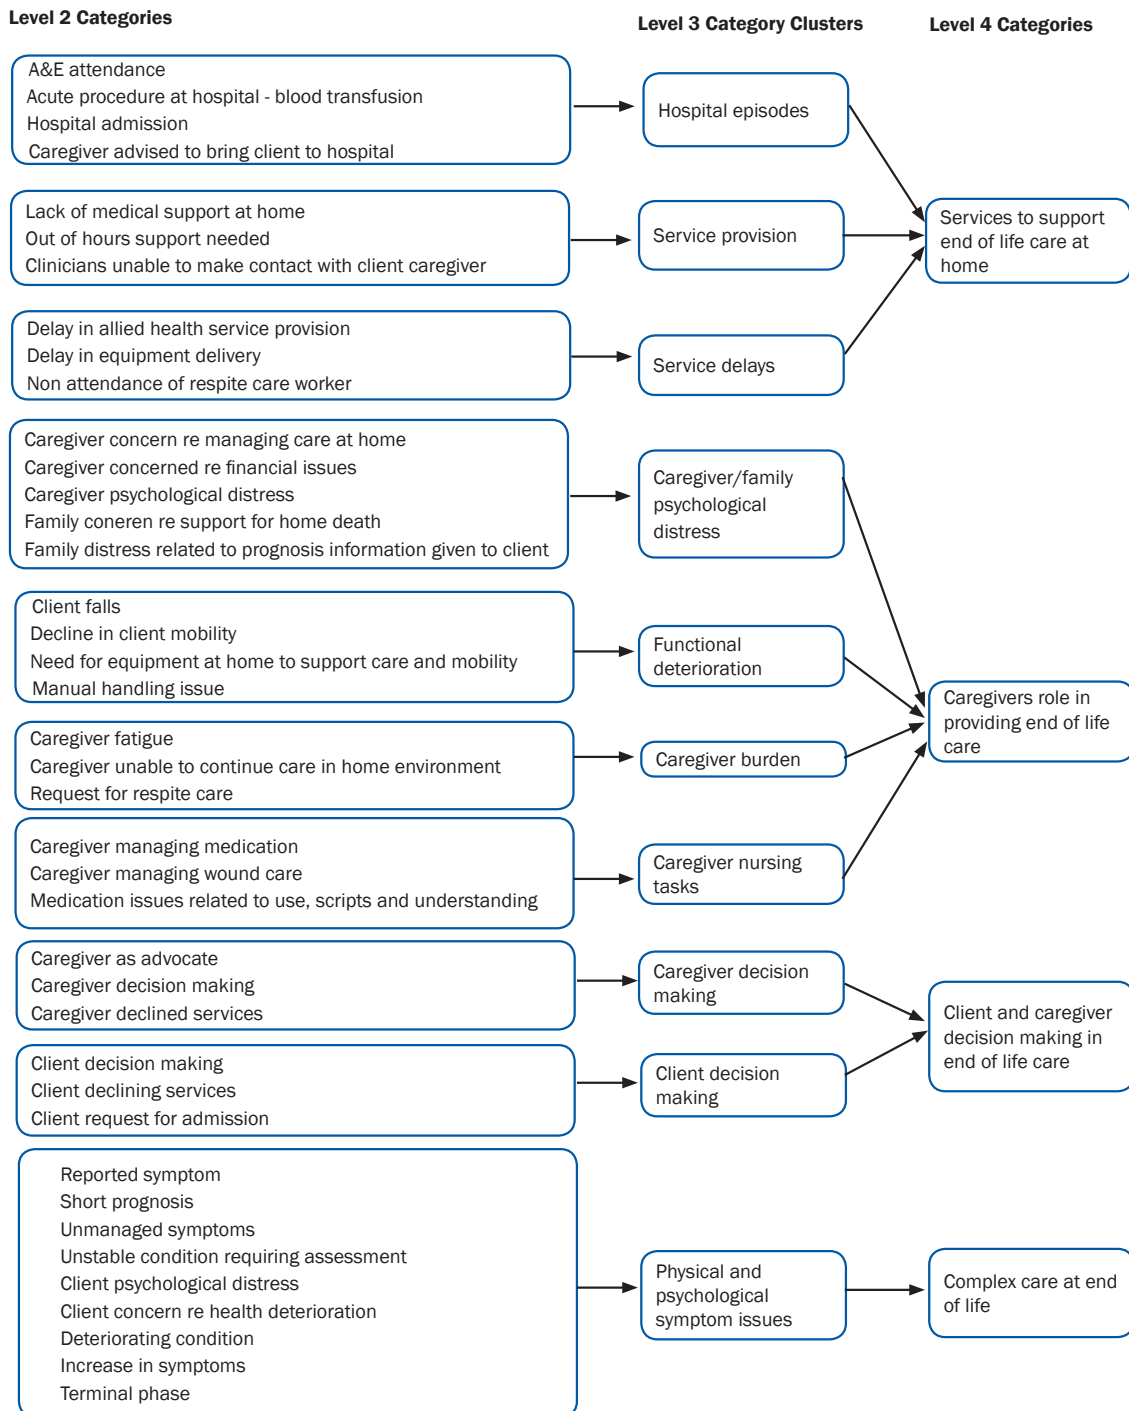 Level 2 Categories
Level 3 Category Clusters
Level 4 Categories
A&E attendance
Acute procedure at hospital - blood transfusion
Hospital admission
Caregiver advised to bring client to hospital
Hospital episodes
Lack of medical support at home
Out of hours support needed
Clinicians unable to make contact with client caregiver
Service provision
Services to support
end of life care at
home
Delay in allied health service provision
Delay in equipment delivery
Non attendance of respite care worker
Service delays
Caregiver concern re managing care at home
Caregiver concerned re financial issues
Caregiver psychological distress
Family coneren re support for home death
Family distress related to prognosis information given to client
Caregiver/family
psychological
distress
Client falls
Decline in client mobility
Need for equipment at home to support care and mobility
Manual handling issue
Functional
deterioration
Caregivers role in
providing end of life
care
Caregiver fatigue
Caregiver unable to continue care in home environment
Request for respite care
Caregiver burden
Caregiver managing medication
Caregiver managing wound care
Medication issues related to use, scripts and understanding
Caregiver nursing
tasks
Caregiver as advocate
Caregiver decision making
Caregiver declined services
Caregiver decision
making
Client and caregiver
decision making in
end of life care
Client decision making
Client declining services
Client request for admission
Client decision
making
Reported symptom
Short prognosis
Unmanaged symptoms
Unstable condition requiring assessment
Client psychological distress
Client concern re health deterioration
Deteriorating condition
Increase in symptoms
Terminal phase
Physical and
psychological
symptom issues
Complex care at end
of life